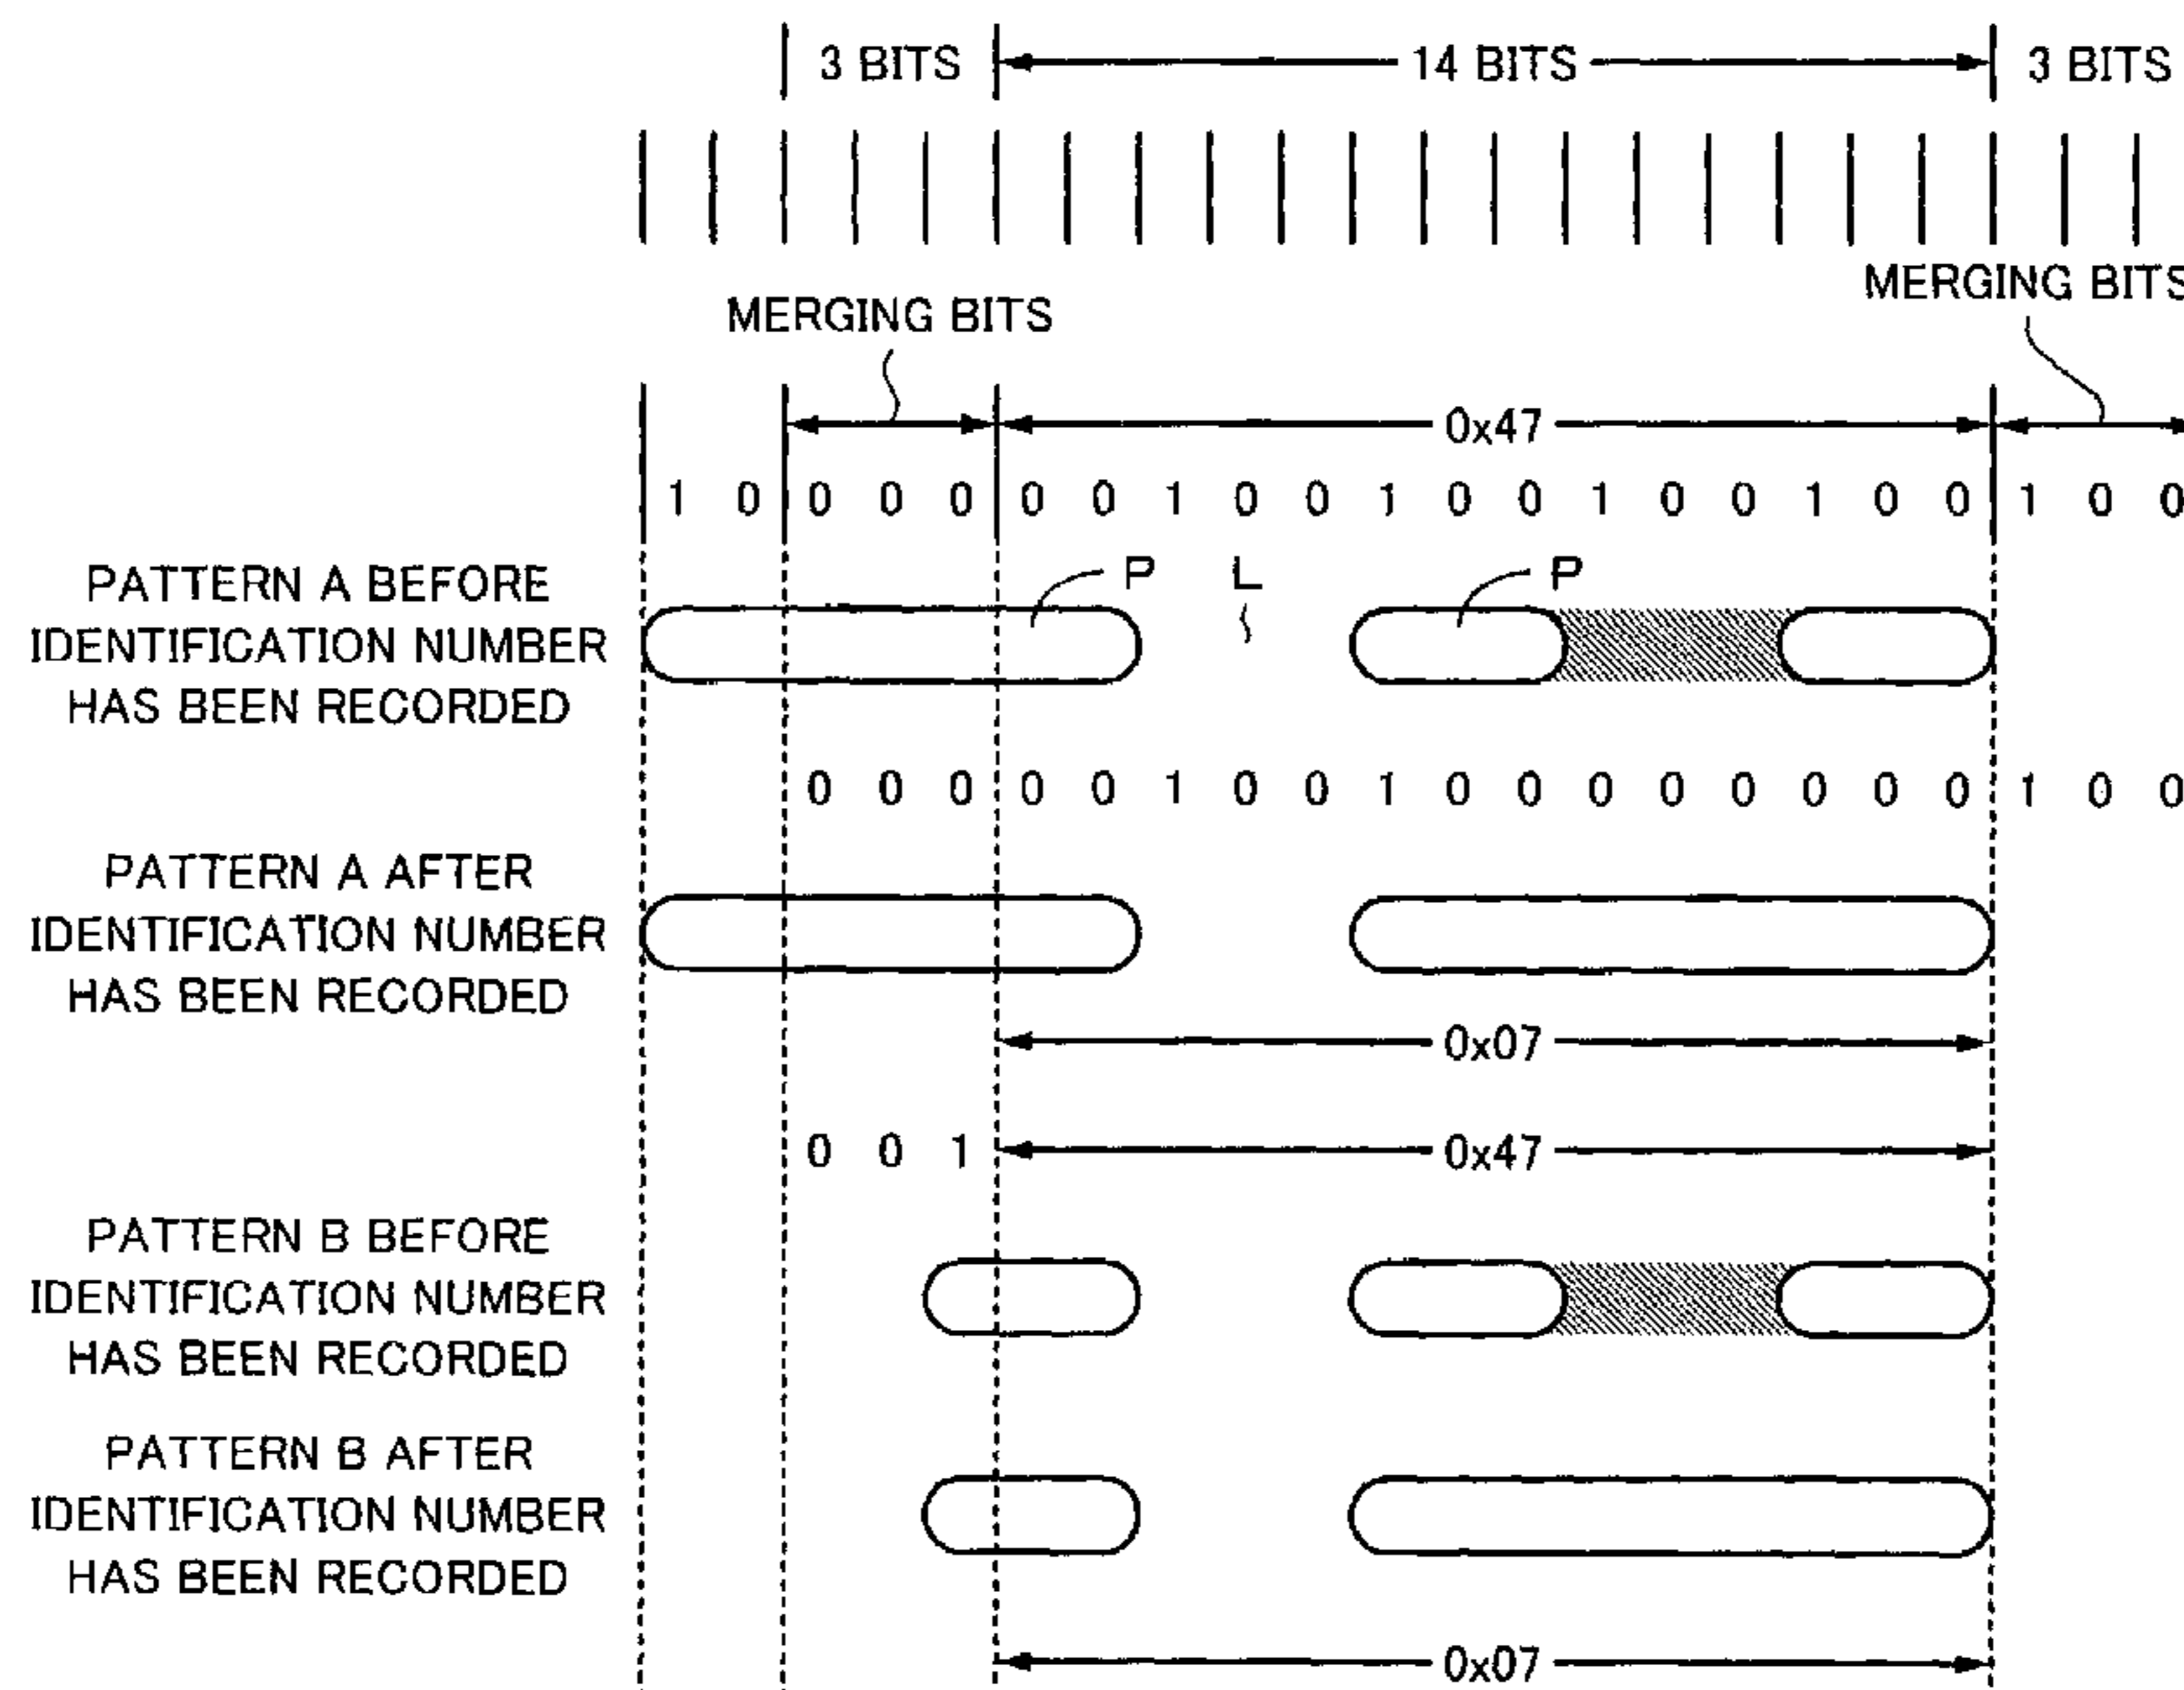 3 BITS 14 BITS 3 BITS
MERGING BITS
MERGING BITS
0x47
1 0 0 0 0 0 0 1 0 0 1 0 0 1 0 0 1 0 0 1 0 0
P L P
PATTERN A BEFORE
IDENTIFICATION NUMBER
HAS BEEN RECORDED
0 0 0 0 0 1 0 0 1 0 0 0 0 0 0 0 0 1 0 0
PATTERN A AFTER
IDENTIFICATION NUMBER
HAS BEEN RECORDED
0x07
0 0 1 0x47
PATTERN B BEFORE
IDENTIFICATION NUMBER
HAS BEEN RECORDED
PATTERN B AFTER
IDENTIFICATION NUMBER
HAS BEEN RECORDED
0x07